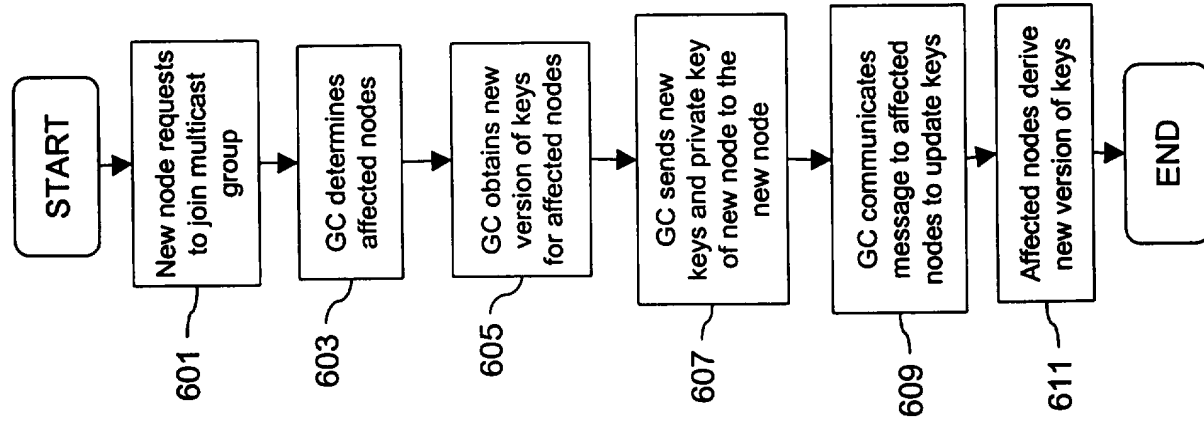 START
New node requests
to join multicast
group
601
GC determines
affected nodes
603
GC obtains new
version of keys
for affected nodes
605
GC sends new
keys and private key
of new node to the
new node
607
GC communicates
message to affected
nodes to update keys
609
Affected nodes derive
new version of keys
611
END